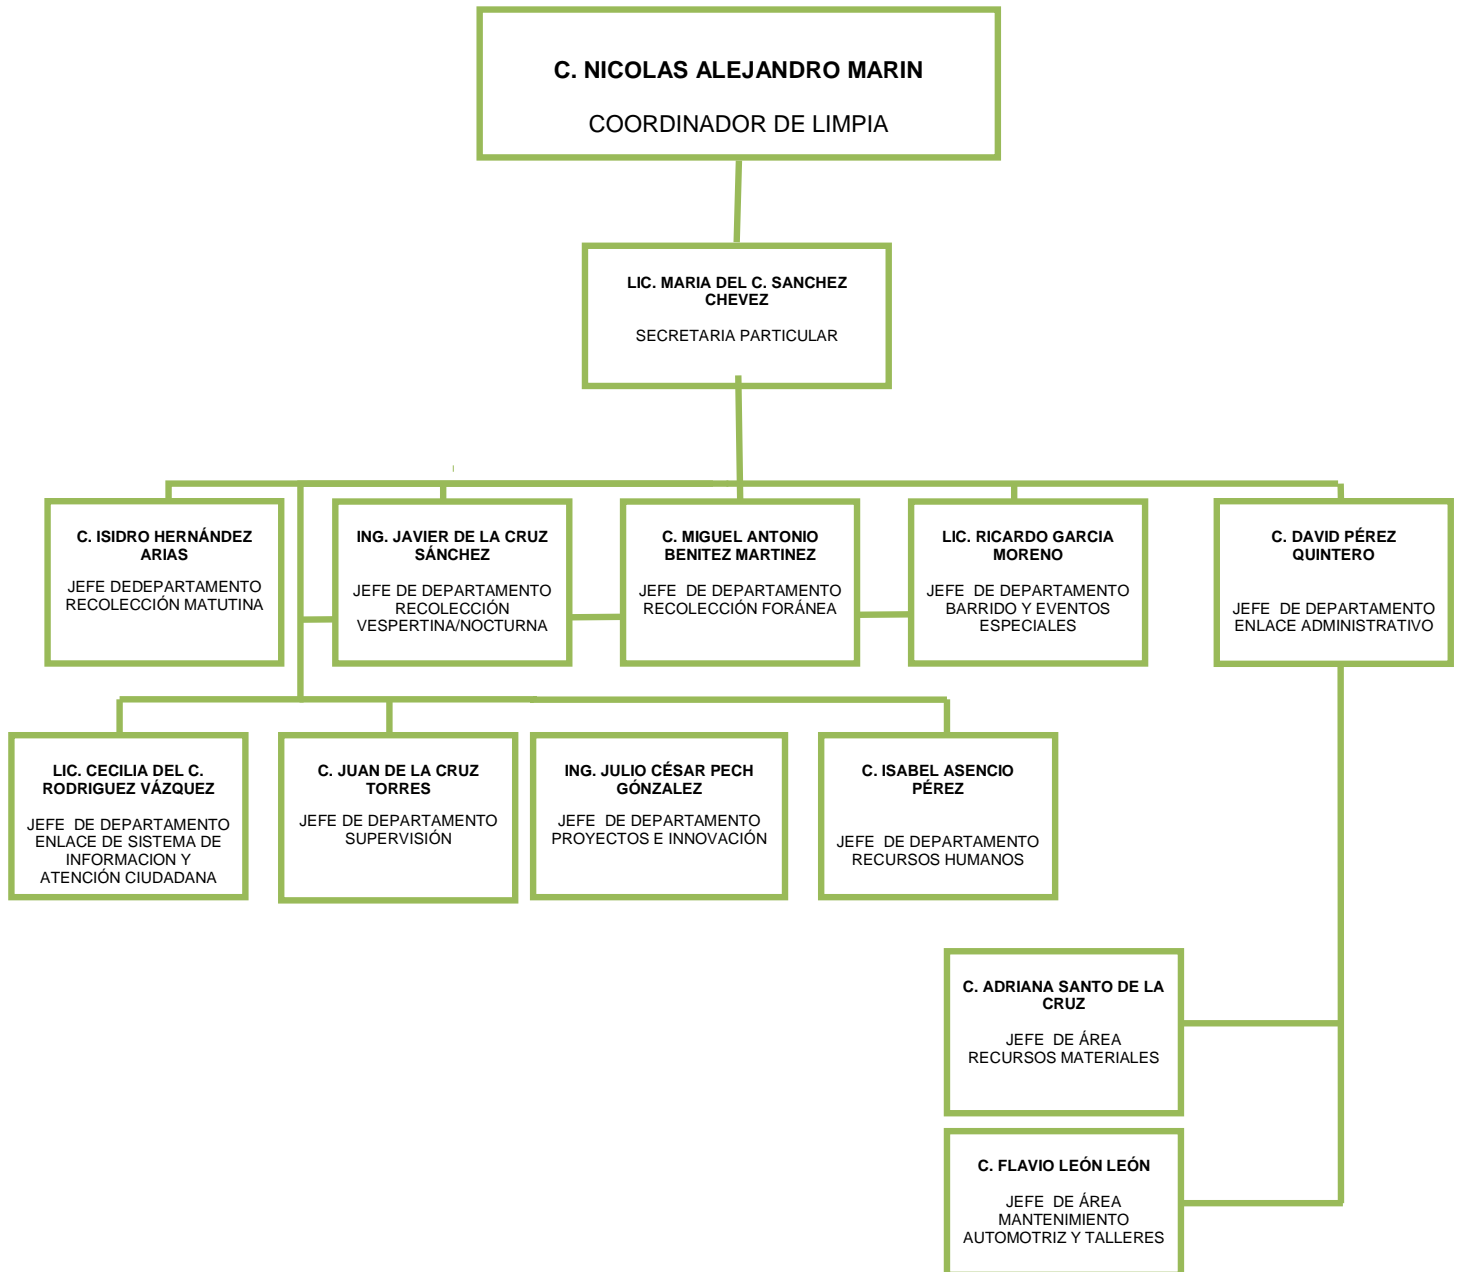 C. NICOLAS ALEJANDRO MARIN
COORDINADOR DE LIMPIA
LIC. MARIA DEL C. SANCHEZ
CHEVEZ
SECRETARIA PARTICULAR
C. ISIDRO HERNÁNDEZ
ARIAS
JEFE DEDEPARTAMENTO
RECOLECCIÓN MATUTINA
ING. JAVIER DE LA CRUZ
SÁNCHEZ
JEFE DE DEPARTAMENTO
RECOLECCIÓN
VESPERTINA/NOCTURNA
C. MIGUEL ANTONIO
BENITEZ MARTINEZ
JEFE DE DEPARTAMENTO
RECOLECCIÓN FORÁNEA
LIC. RICARDO GARCIA
MORENO
JEFE DE DEPARTAMENTO
BARRIDO Y EVENTOS
ESPECIALES
C. DAVID PÉREZ
QUINTERO
JEFE DE DEPARTAMENTO
ENLACE ADMINISTRATIVO
LIC. CECILIA DEL C.
RODRIGUEZ VÁZQUEZ
JEFE DE DEPARTAMENTO
ENLACE DE SISTEMA DE
INFORMACION Y
ATENCIÓN CIUDADANA
C. JUAN DE LA CRUZ
TORRES
JEFE DE DEPARTAMENTO
SUPERVISIÓN
ING. JULIO CÉSAR PECH
GÓNZALEZ
JEFE DE DEPARTAMENTO
PROYECTOS E INNOVACIÓN
C. ISABEL ASENCIO
PÉREZ
JEFE DE DEPARTAMENTO
RECURSOS HUMANOS
C. ADRIANA SANTO DE LA
CRUZ
JEFE DE ÁREA
RECURSOS MATERIALES
C. FLAVIO LEÓN LEÓN
JEFE DE ÁREA
MANTENIMIENTO
AUTOMOTRIZ Y TALLERES